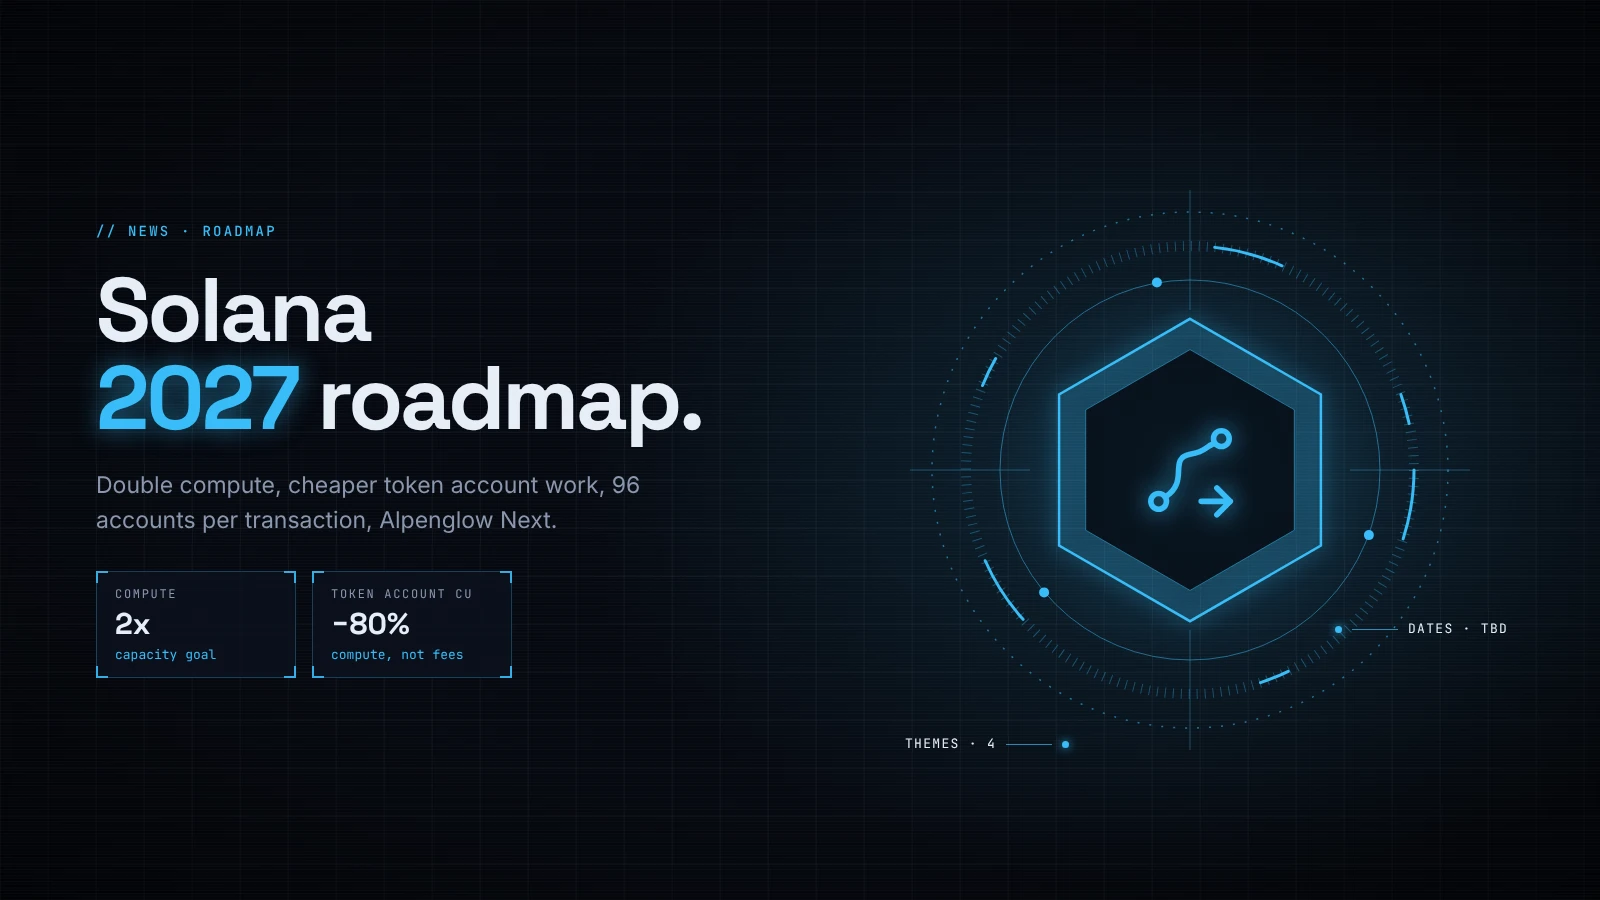 // NEWS · ROADMAP
Solana
2027 roadmap.
Double compute, cheaper token account work, 96
accounts per transaction, Alpenglow Next.
COMPUTE
2x
capacity goal
TOKEN ACCOUNT CU
-80%
compute, not fees
DATES · TBD
THEMES · 4